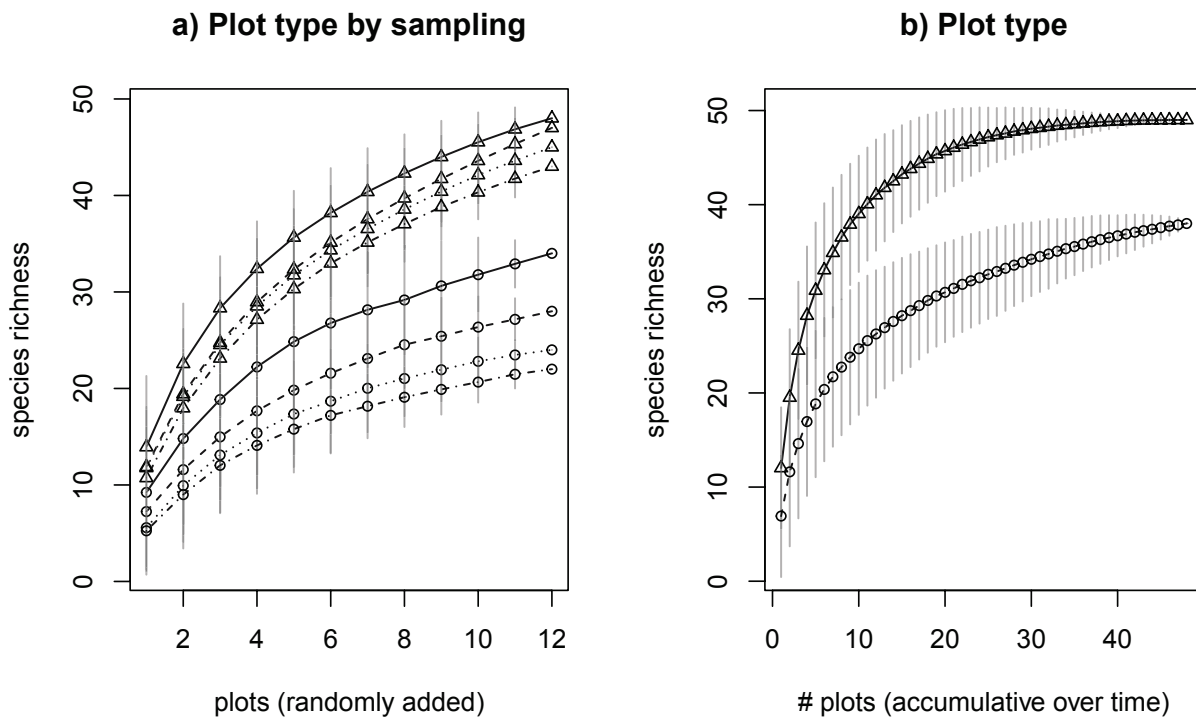 a) Plot type by sampling
species richness
50
40
30
20
10
0
2 4 6 8 10 12
plots (randomly added)
b) Plot type
species richness
50
40
30
20
10
0
0 10 20 30 40
# plots (accumulative over time)